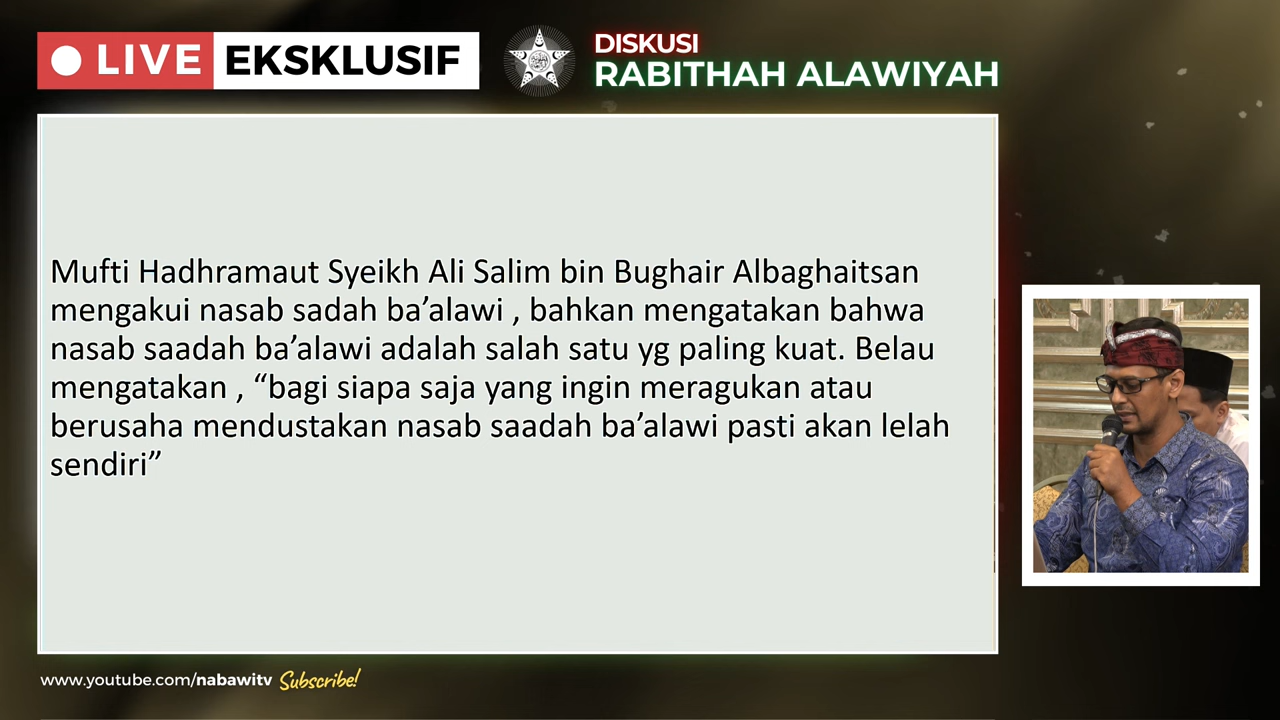 LIVE EKSKLUSIF
DISKUSI
RABITHAH ALAWIYAH
Mufti Hadhramaut Syeikh Ali Salim bin Bughair Albaghaitsan
mengakui nasab sadah ba’alawi , bahkan mengatakan bahwa
nasab saadah ba’alawi adalah salah satu yg paling kuat. Belau
mengatakan , “bagi siapa saja yang ingin meragukan atau
berusaha mendustakan nasab saadah ba’alawi pasti akan lelah
sendiri”
www.youtube.com/nabawitv Subscribe!